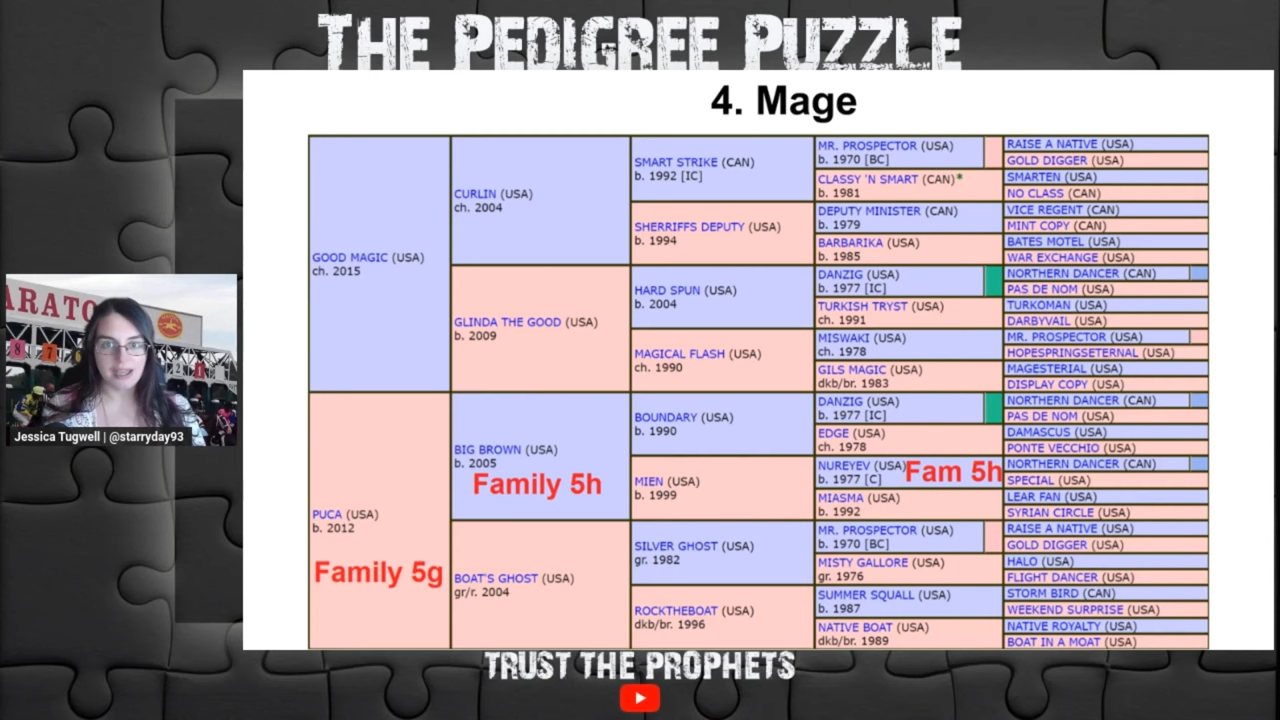 THE PEDIGREE PUZZLE
4. Mage
GOOD MAGIC (USA)
ch. 2015
PUCA (USA)
b. 2012
Family 5g
CURLIN (USA)
ch. 2004
GLINDA THE GOOD (USA)
b. 2009
BIG BROWN (USA)
b. 2005
Family 5h
BOAT'S GHOST (USA)
gr/r. 2004
SMART STRIKE (CAN)
b. 1992 [IC]
SHERRIFFS DEPUTY (USA)
b. 1994
HARD SPUN (USA)
b. 2004
MAGICAL FLASH (USA)
ch. 1990
BOUNDARY (USA)
b. 1990
MIEN (USA)
b. 1999
SILVER GHOST (USA)
gr. 1982
ROCKTHEBOAT (USA)
dkb/br. 1996
MR. PROSPECTOR (USA)
b. 1970 [BC]
CLASSY 'N SMART (CAN)*
b. 1981
DEPUTY MINISTER (CAN)
b. 1979
BARBARIKA (USA)
b. 1985
DANZIG (USA)
b. 1977 [IC]
TURKISH TRYST (USA)
ch. 1991
MISWAKI (USA)
ch. 1978
GILS MAGIC (USA)
dkb/br. 1983
DANZIG (USA)
b. 1977 [IC]
EDGE (USA)
ch. 1978
NUREYEV (USA)
b. 1977 [C]
Fam 5h
MIASMA (USA)
b. 1992
MR. PROSPECTOR (USA)
b. 1970 [BC]
MISTY GALLORE (USA)
gr. 1976
SUMMER SQUALL (USA)
b. 1987
NATIVE BOAT (USA)
dkb/br. 1989
RAISE A NATIVE (USA)
GOLD DIGGER (USA)
SMARTEN (USA)
NO CLASS (CAN)
VICE REGENT (CAN)
MINT COPY (CAN)
BATES MOTEL (USA)
WAR EXCHANGE (USA)
NORTHERN DANCER (CAN)
PAS DE NOM (USA)
TURKOMAN (USA)
DARBYVAIL (USA)
MR. PROSPECTOR (USA)
HOPESPRINGSETERNAL (USA)
MAGESTERIAL (USA)
DISPLAY COPY (USA)
NORTHERN DANCER (CAN)
PAS DE NOM (USA)
DAMASCUS (USA)
PONTE VECCHIO (USA)
NORTHERN DANCER (CAN)
SPECIAL (USA)
LEAR FAN (USA)
SYRIAN CIRCLE (USA)
RAISE A NATIVE (USA)
GOLD DIGGER (USA)
HALO (USA)
FLIGHT DANCER (USA)
STORM BIRD (CAN)
WEEKEND SURPRISE (USA)
NATIVE ROYALTY (USA)
BOAT IN A MOAT (USA)
ARATO
8 7 6 2 1
Jessica Tugwell | @starryday93
TRUST THE PROPHETS